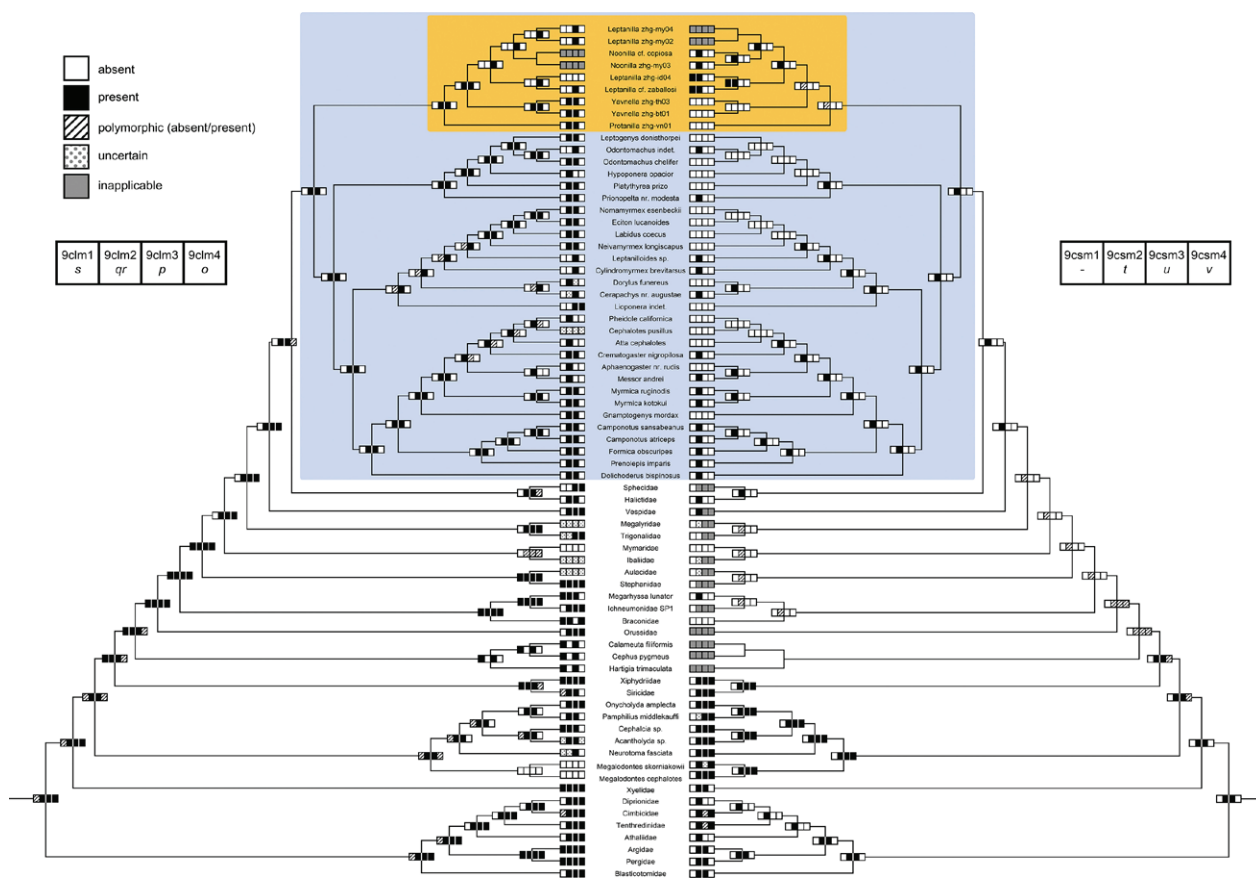 absent
present
polymorphic (absent/present)
uncertain
inapplicable
9clm1 9clm2 9clm3 9clm4
s qr p o
9csm1 9csm2 9csm3 9csm4
- t u v
Leptanilla zhg-my04
Leptanilla zhg-my02
Noonilla cf. copiosa
Noonilla zhg-my03
Leptanilla zhg-id04
Leptanilla cf. zaballosi
Yavnella zhg-th03
Yavnella zhg-bt01
Protanilla zhg-vn01
Leptogenys donisthorpei
Odontomachus indet.
Odontomachus chelifer
Hypoponera opacior
Platythyrea prizo
Prionopelta nr. modesta
Nomamyrmex esenbeckii
Eciton lucanoides
Labidus coecus
Neivamyrmex longiscapus
Leptanilloides sp.
Cylindromyrmex brevitarsus
Dorylus funereus
Cerapachys nr. augustae
Lioponera indet.
Pheidole californica
Cephalotes pusillus
Atta cephalotes
Crematogaster nigropilosa
Aphaenogaster nr. rudis
Messor andrei
Myrmica ruginodis
Myrmica kotokui
Gnamptogenys mordax
Camponotus sansabeanus
Camponotus atriceps
Formica obscuripes
Prenolepis imparis
Dolichoderus bispinosus
Sphecidae
Halictidae
Vespidae
Megalyridae
Trigonalidae
Mymaridae
Ibaliidae
Aulacidae
Stephanidae
Megarhyssa lunator
Ichneumonidae SP1
Braconidae
Orussidae
Calameuta filiformis
Cephus pygmeus
Hartigia trimaculata
Xiphydriidae
Siricidae
Onycholyda amplecta
Pamphilius middlekauffi
Cephalcia sp.
Acantholyda sp.
Neurotoma fasciata
Megalodontes skorniakowii
Megalodontes cephalotes
Xyelidae
Diprionidae
Cimbicidae
Tenthredinidae
Athaliidae
Argidae
Pergidae
Blasticotomidae